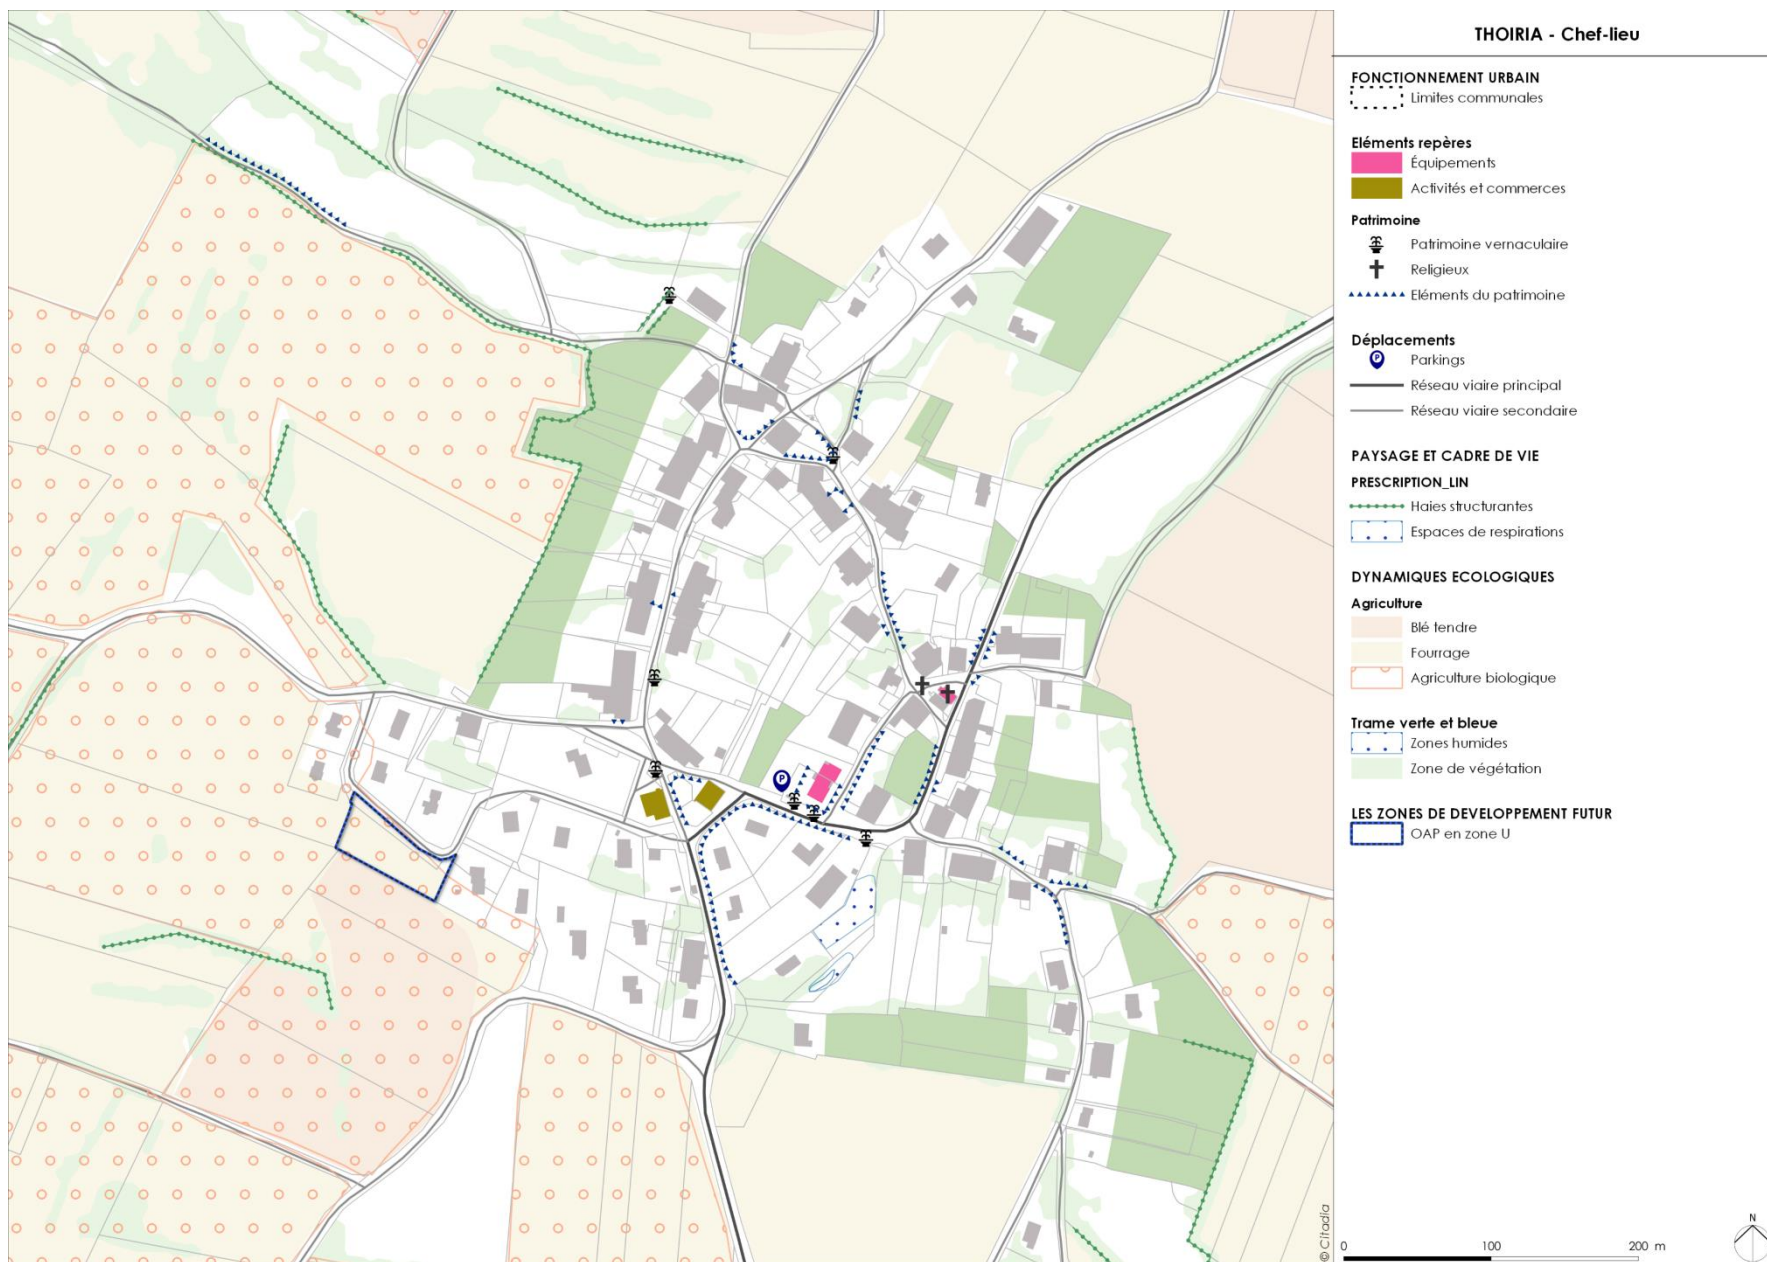 THOIRIA - Chef-lieu
FONCTIONNEMENT URBAIN
Limites communales
Eléments repères
Équipements
Activités et commerces
Patrimoine
Patrimoine vernaculaire
Religieux
Eléments du patrimoine
Déplacements
P
Parkings
Réseau viaire principal
Réseau viaire secondaire
PAYSAGE ET CADRE DE VIE
PRESCRIPTION_LIN
Haies structurantes
Espaces de respirations
DYNAMIQUES ECOLOGIQUES
Agriculture
Blé tendre
Fourrage
Agriculture biologique
Trame verte et bleue
Zones humides
Zone de végétation
LES ZONES DE DEVELOPPEMENT FUTUR
OAP en zone U
P
© Citadia
0 100 200 m
N